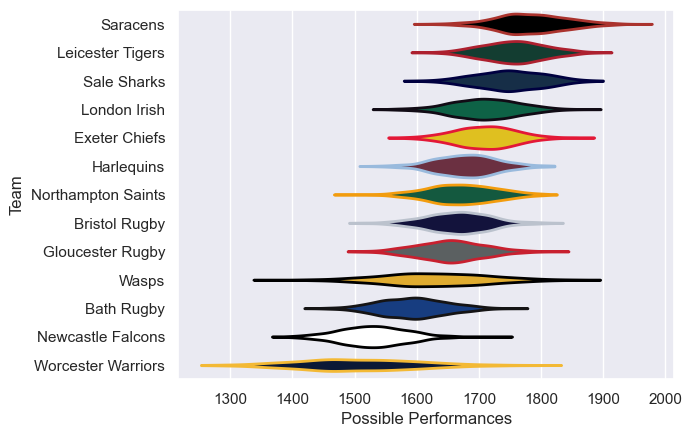 Saracens
Leicester Tigers
Sale Sharks
London Irish
Exeter Chiefs
Harlequins
Northampton Saints
Bristol Rugby
Gloucester Rugby
Wasps
Bath Rugby
Newcastle Falcons
Worcester Warriors
Team
1300 1400 1500 1600 1700 1800 1900 2000
Possible Performances